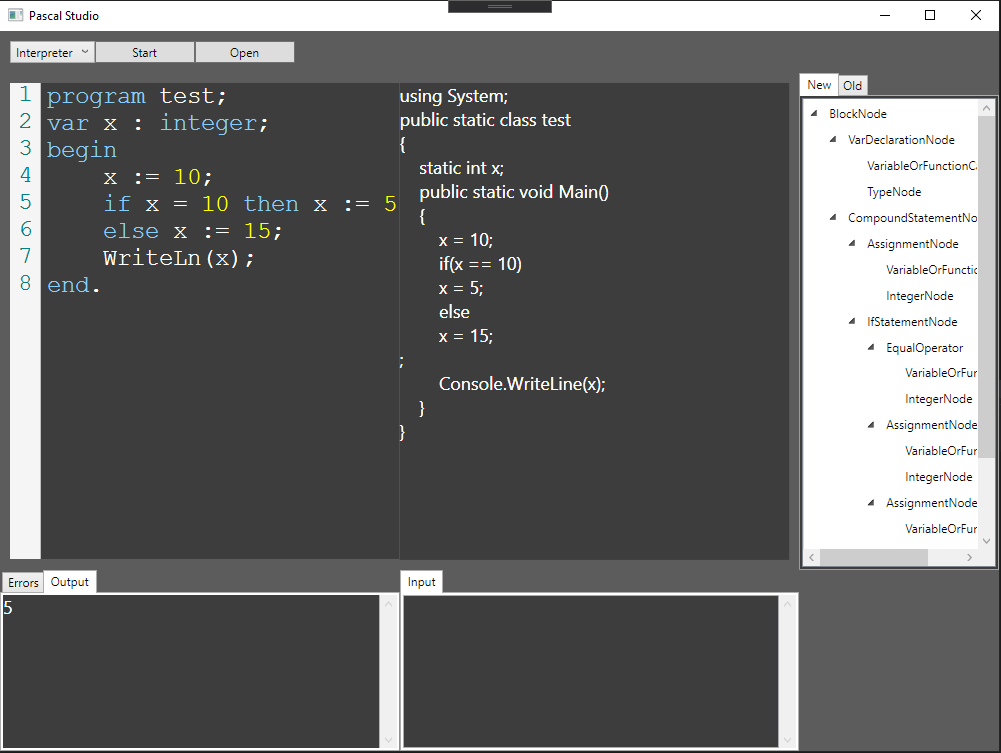 Pascal Studio
Interpreter Start Open
1 program test;
2 var x : integer;
3 begin
4 x := 10;
5 if x = 10 then x := 5
6 else x := 15;
7 WriteLn(x);
8 end.
using System;
public static class test
{
static int x;
public static void Main()
{
x = 10;
if(x == 10)
x = 5;
else
x = 15;
;
Console.WriteLine(x);
}
}
New Old
BlockNode
VarDeclarationNode
VariableOrFunctionCa
TypeNode
CompoundStatementNo
AssignmentNode
VariableOrFunctic
IntegerNode
IfStatementNode
EqualOperator
VariableOrFur
IntegerNode
AssignmentNode
VariableOrFur
IntegerNode
AssignmentNode
VariableOrFur
Errors Output
5
Input